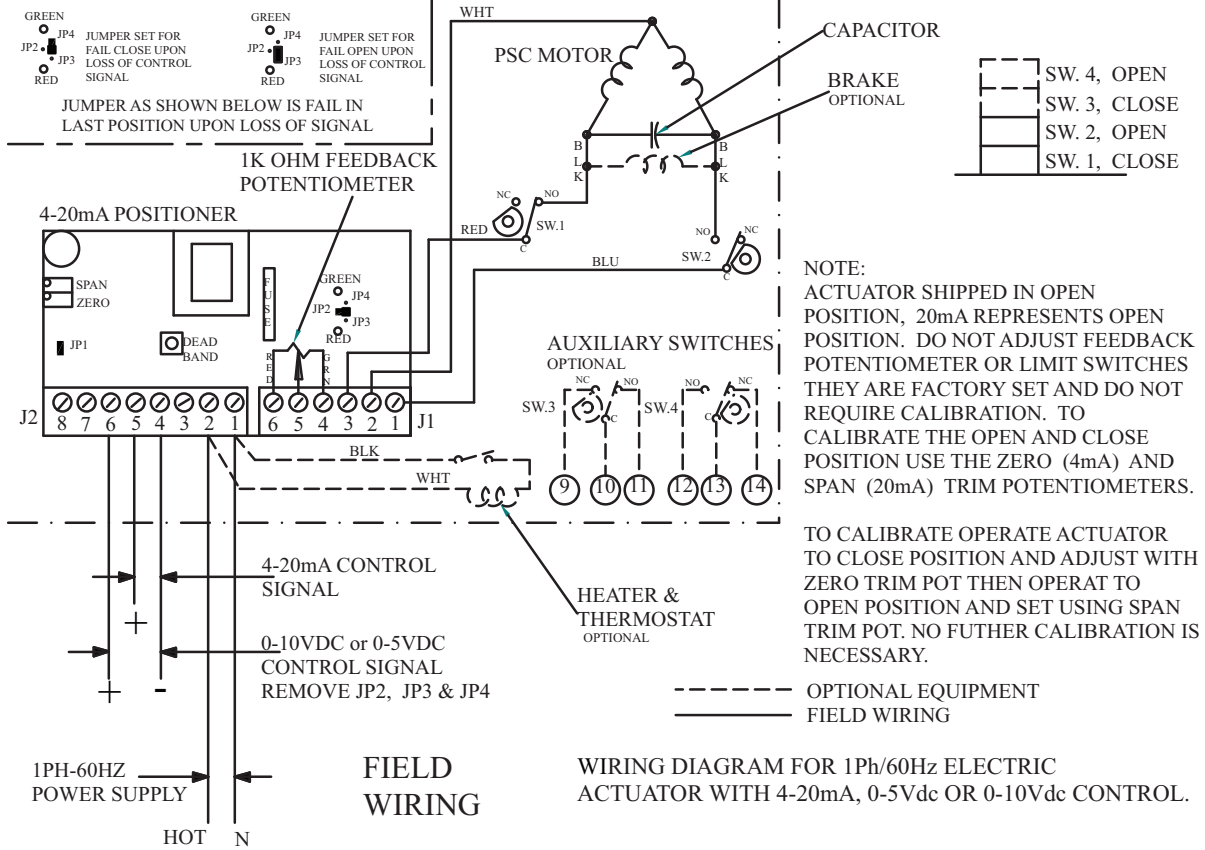 GREEN
JP4
JP2
JP3
RED
JUMPER SET FOR
FAIL CLOSE UPON
LOSS OF CONTROL
SIGNAL
GREEN
JP4
JP2
JP3
RED
JUMPER SET FOR
FAIL OPEN UPON
LOSS OF CONTROL
SIGNAL
JUMPER AS SHOWN BELOW IS FAIL IN
LAST POSITION UPON LOSS OF SIGNAL
WHT
PSC MOTOR
CAPACITOR
BRAKE
OPTIONAL
BLK
BLK
SW. 4, OPEN
SW. 3, CLOSE
SW. 2, OPEN
SW. 1, CLOSE
1K OHM FEEDBACK
POTENTIOMETER
4-20mA POSITIONER
NC
NO
SW.1
C
RED
NO
NC
SW.2
C
BLU
SPAN
ZERO
JP1
DEAD
BAND
FUSE
GREEN
JP4
JP2
JP3
RED
RED
GRN
J2
8 7 6 5 4 3 2 1
6 5 4 3 2 1
J1
BLK
WHT
AUXILIARY SWITCHES
OPTIONAL
NC
NO
SW.3
C
SW.4
NO
NC
C
9 10 11 12 13 14
NOTE:
ACTUATOR SHIPPED IN OPEN
POSITION, 20mA REPRESENTS OPEN
POSITION. DO NOT ADJUST FEEDBACK
POTENTIOMETER OR LIMIT SWITCHES
THEY ARE FACTORY SET AND DO NOT
REQUIRE CALIBRATION. TO
CALIBRATE THE OPEN AND CLOSE
POSITION USE THE ZERO (4mA) AND
SPAN (20mA) TRIM POTENTIOMETERS.
TO CALIBRATE OPERATE ACTUATOR
TO CLOSE POSITION AND ADJUST WITH
ZERO TRIM POT THEN OPERAT TO
OPEN POSITION AND SET USING SPAN
TRIM POT. NO FUTHER CALIBRATION IS
NECESSARY.
4-20mA CONTROL
SIGNAL
+
0-10VDC or 0-5VDC
CONTROL SIGNAL
REMOVE JP2, JP3 & JP4
+ -
HEATER &
THERMOSTAT
OPTIONAL
OPTIONAL EQUIPMENT
FIELD WIRING
1PH-60HZ
POWER SUPPLY
HOT N
FIELD
WIRING
WIRING DIAGRAM FOR 1Ph/60Hz ELECTRIC
ACTUATOR WITH 4-20mA, 0-5Vdc OR 0-10Vdc CONTROL.